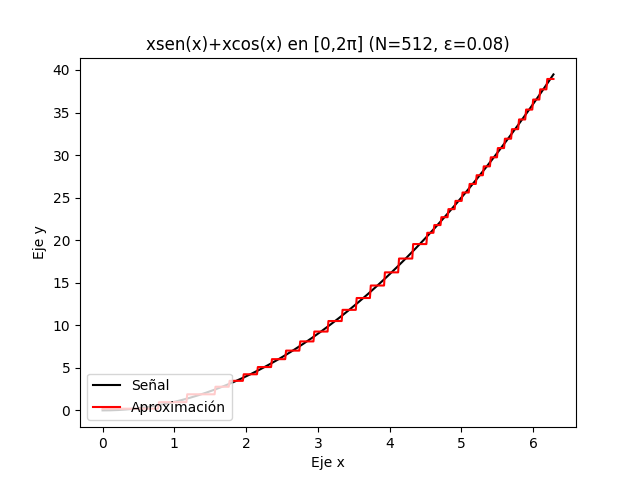 xsen(x)+xcos(x) en [0,2π] (N=512, ε=0.08)
40
35
30
25
20
15
10
5
0
Eje y
Señal
Aproximación
0 1 2 3 4 5 6
Eje x